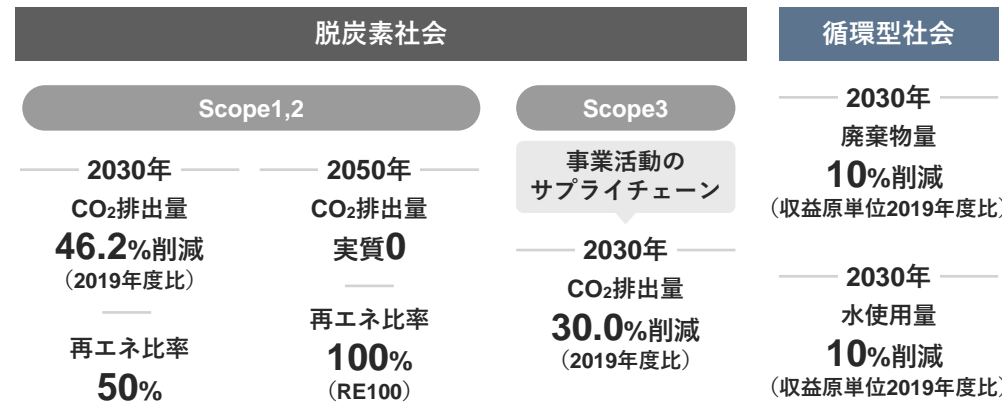 脱炭素社会
Scope1,2
2030年
CO₂排出量
46.2%削減
（2019年度比）
再エネ比率
50%
2050年
CO₂排出量
実質0
再エネ比率
100%
（RE100）
Scope3
事業活動の
サプライチェーン
2030年
CO₂排出量
30.0%削減
（2019年度比）
循環型社会
2030年
廃棄物量
10%削減
（収益原単位2019年度比）
2030年
水使用量
10%削減
（収益原単位2019年度比）